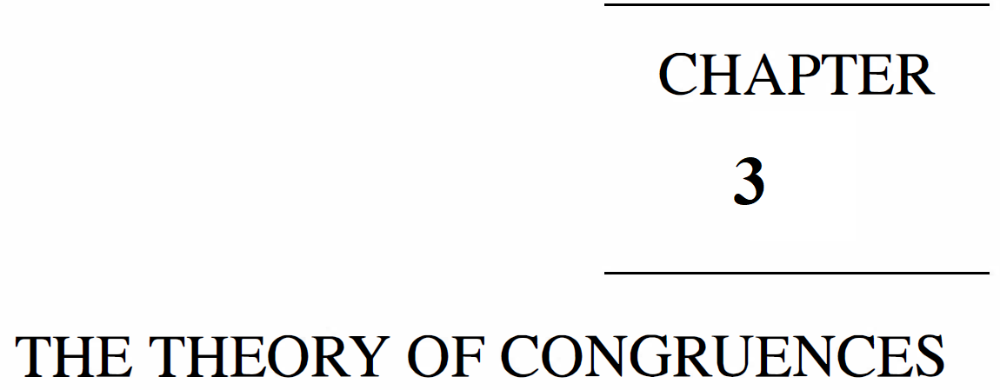 CHAPTER
3
THE THEORY OF CONGRUENCES